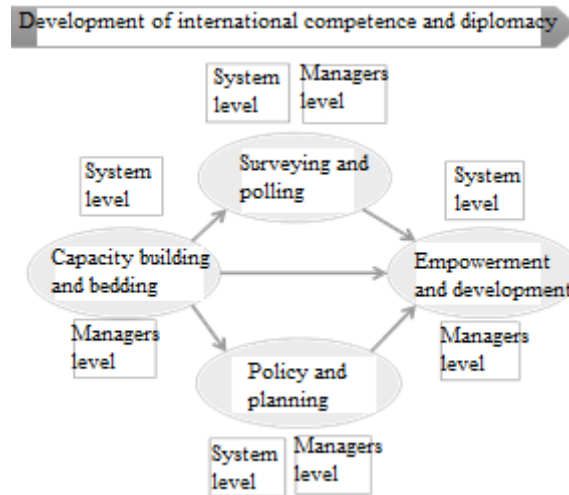 Development of international competence and diplomacy
System
level
Managers
level
Surveying and
polling
System
level
System
level
Capacity building
and bedding
Empowerment
and development
Managers
level
Managers
level
Policy and
planning
System
level
Managers
level